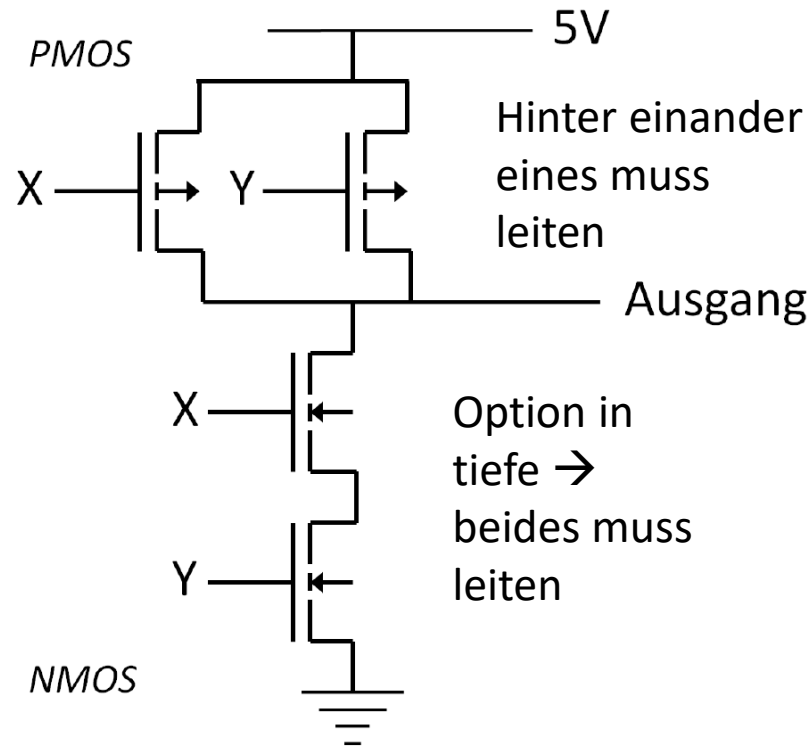 5V
PMOS
Hinter einander
eines muss
leiten
X
Y
Ausgang
X
Option in
tiefe →
beides muss
leiten
Y
NMOS